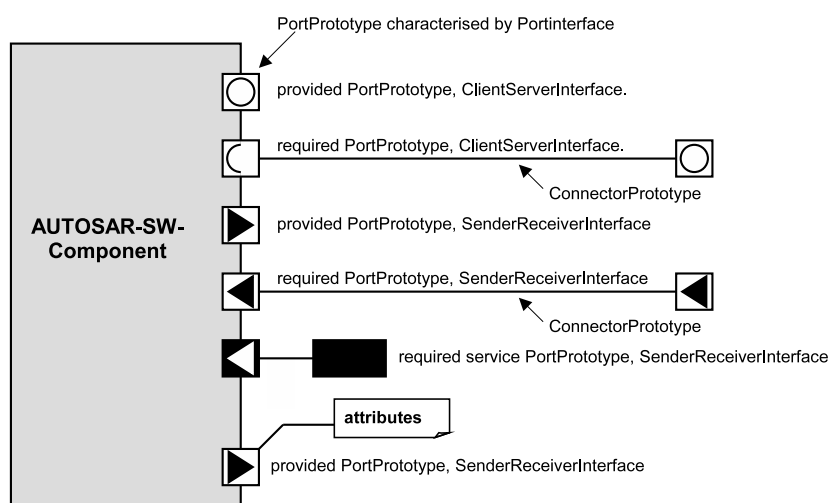 PortPrototype characterised by Portinterface
provided PortPrototype, ClientServerInterface.
required PortPrototype, ClientServerInterface.
ConnectorPrototype
AUTOSAR-SW-
Component
provided PortPrototype, SenderReceiverInterface
required PortPrototype, SenderReceiverInterface
ConnectorPrototype
required service PortPrototype, SenderReceiverInterface
attributes
provided PortPrototype, SenderReceiverInterface